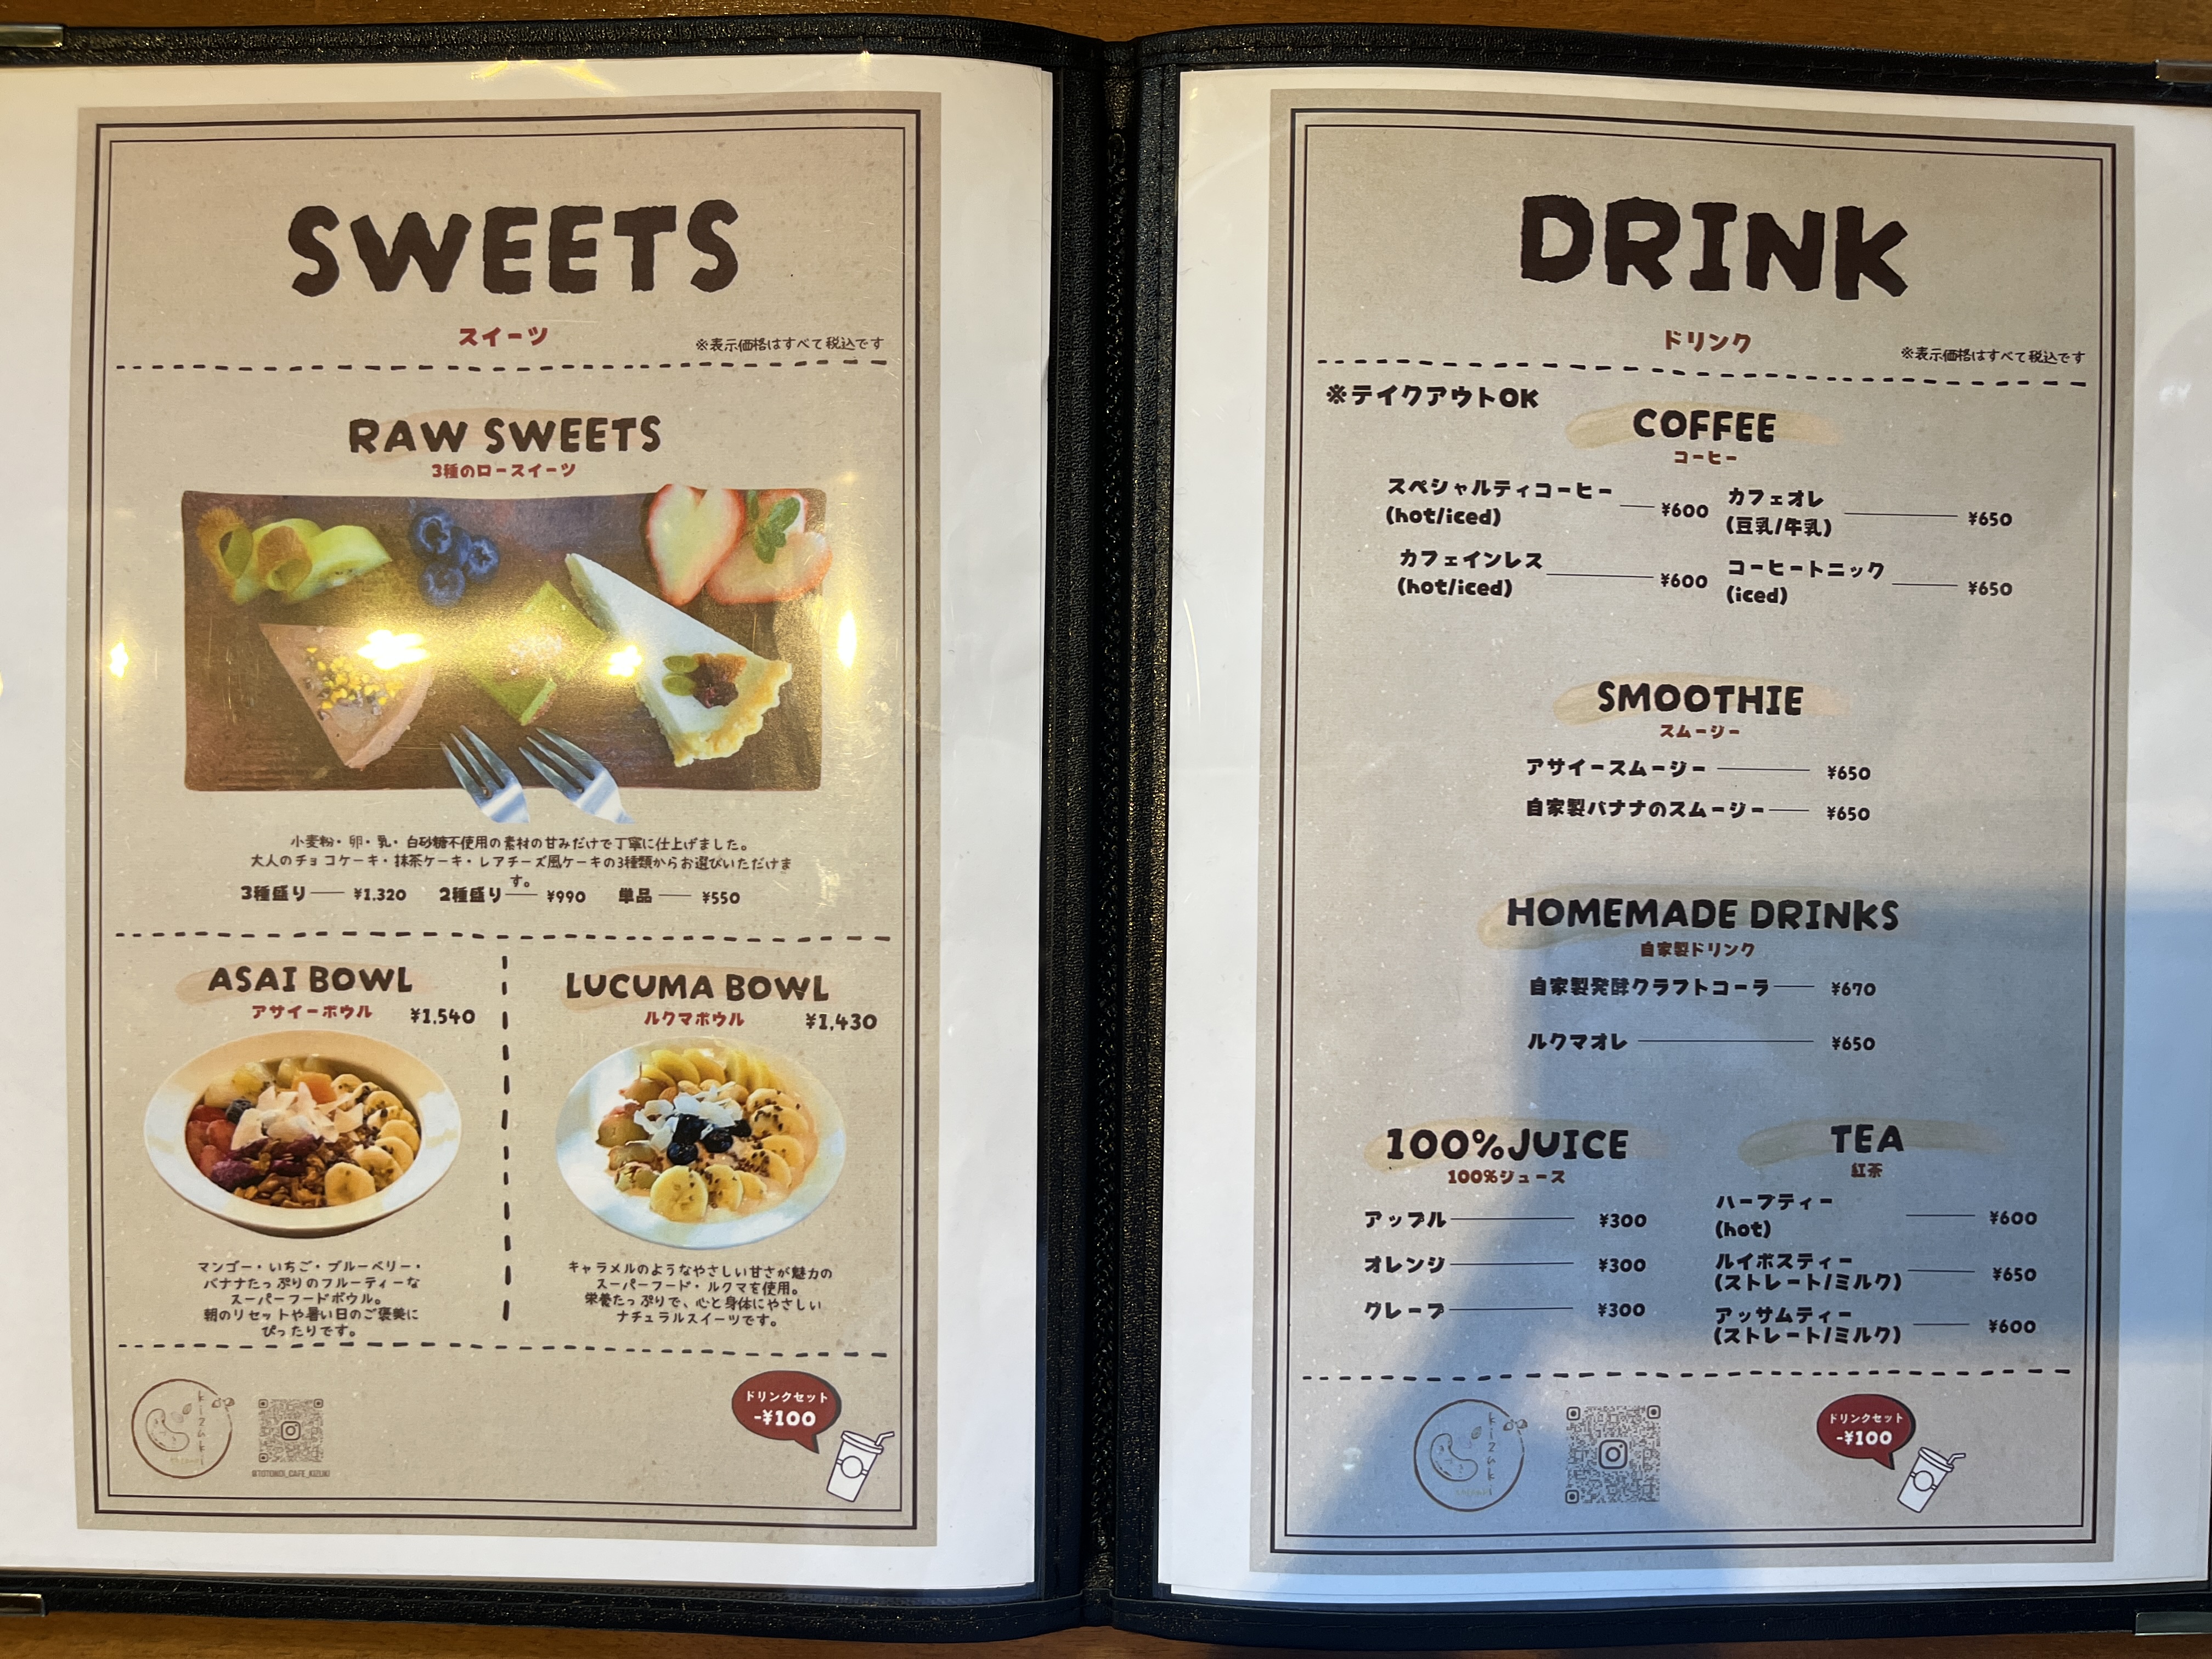 SWEETS
スイーツ
※表示価格はすべて税込です
RAW SWEETS
3種のロースイーツ
小麦粉・卵・乳・白砂糖不使用の素材の甘みだけで丁寧に仕上げました。
大人のチョコケーキ・抹茶ケーキ・レアチーズ風ケーキの3種類からお選びいただけま
す。
3種盛り ¥1,320 2種盛り ¥990 単品 ¥550
ASAI BOWL
アサイーボウル ¥1,540
マンゴー・いちご・ブルーベリー・
バナナたっぷりのフルーティーな
スーパーフードボウル。
朝のリセットや暑い日のご褒美に
ぴったりです。
LUCUMA BOWL
ルクマボウル ¥1,430
キャラメルのようなやさしい甘さが魅力の
スーパーフード・ルクマを使用。
栄養たっぷりで、心と身体にやさしい
ナチュラルスイーツです。
kizuki
@TOTONOI_CAFE_KIZUKI
ドリンクセット
-¥100
DRINK
ドリンク
※表示価格はすべて税込です
※テイクアウトOK
COFFEE
コーヒー
スペシャルティコーヒー
(hot/iced) ¥600
カフェオレ
(豆乳/牛乳) ¥650
カフェインレス
(hot/iced) ¥600
コーヒートニック
(iced) ¥650
SMOOTHIE
スムージー
アサイースムージー ¥650
自家製バナナのスムージー ¥650
HOMEMADE DRINKS
自家製ドリンク
自家製発酵クラフトコーラ ¥670
ルクマオレ ¥650
100%JUICE
100%ジュース
アップル ¥300
オレンジ ¥300
グレープ ¥300
TEA
紅茶
ハーブティー
(hot) ¥600
ルイボスティー
(ストレート/ミルク) ¥650
アッサムティー
(ストレート/ミルク) ¥600
kizuki
ドリンクセット
-¥100